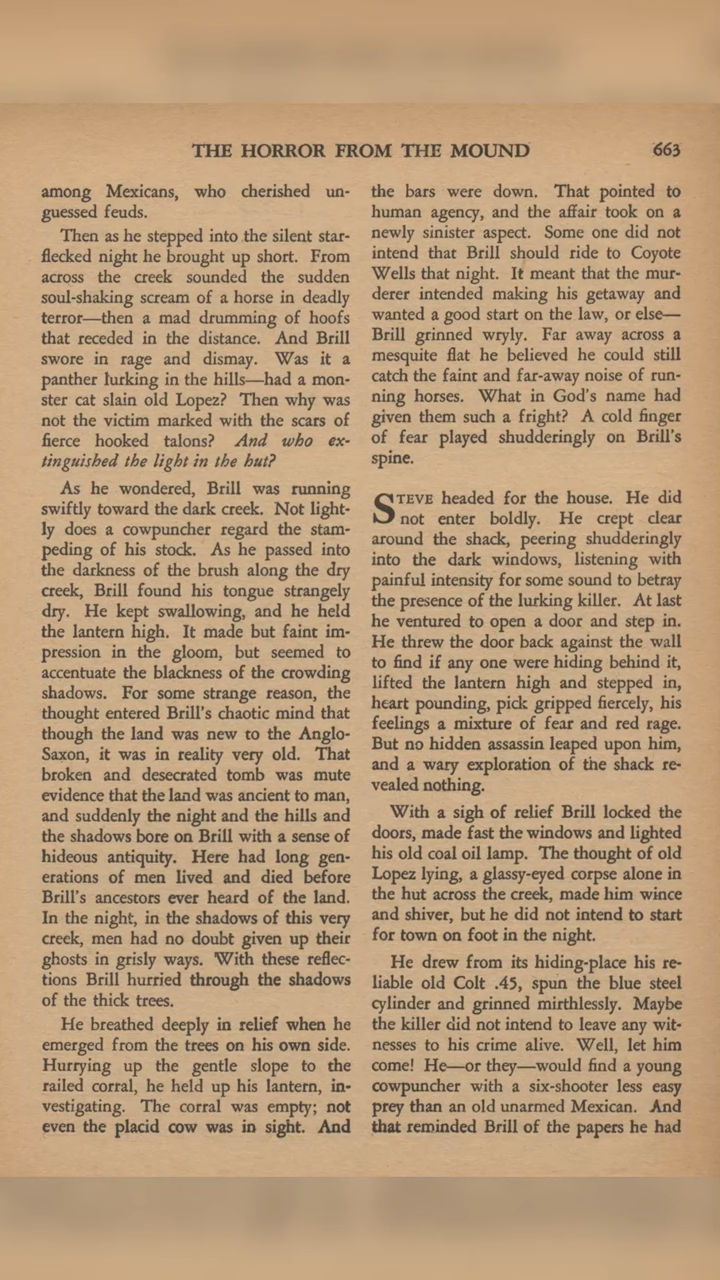 THE HORROR FROM THE MOUND 663
among Mexicans, who cherished un-
guessed feuds.
Then as he stepped into the silent star-
flecked night he brought up short. From
across the creek sounded the sudden
soul-shaking scream of a horse in deadly
terror—then a mad drumming of hoofs
that receded in the distance. And Brill
swore in rage and dismay. Was it a
panther lurking in the hills—had a mon-
ster cat slain old Lopez? Then why was
not the victim marked with the scars of
fierce hooked talons? And who ex-
tinguished the light in the hut?
As he wondered, Brill was running
swiftly toward the dark creek. Not light-
ly does a cowpuncher regard the stam-
peding of his stock. As he passed into
the darkness of the brush along the dry
creek, Brill found his tongue strangely
dry. He kept swallowing, and he held
the lantern high. It made but faint im-
pression in the gloom, but seemed to
accentuate the blackness of the crowding
shadows. For some strange reason, the
thought entered Brill's chaotic mind that
though the land was new to the Anglo-
Saxon, it was in reality very old. That
broken and desecrated tomb was mute
evidence that the land was ancient to man,
and suddenly the night and the hills and
the shadows bore on Brill with a sense of
hideous antiquity. Here had long gen-
erations of men lived and died before
Brill's ancestors ever heard of the land.
In the night, in the shadows of this very
creek, men had no doubt given up their
ghosts in grisly ways. With these reflec-
tions Brill hurried through the shadows
of the thick trees.
He breathed deeply in relief when he
emerged from the trees on his own side.
Hurrying up the gentle slope to the
railed corral, he held up his lantern, in-
vestigating. The corral was empty; not
even the placid cow was in sight. And
the bars were down. That pointed to
human agency, and the affair took on a
newly sinister aspect. Some one did not
intend that Brill should ride to Coyote
Wells that night. It meant that the mur-
derer intended making his getaway and
wanted a good start on the law, or else—
Brill grinned wryly. Far away across a
mesquite flat he believed he could still
catch the faint and far-away noise of run-
ning horses. What in God's name had
given them such a fright? A cold finger
of fear played shudderingly on Brill's
spine.
STEVE headed for the house. He did
not enter boldly. He crept clear
around the shack, peering shudderingly
into the dark windows, listening with
painful intensity for some sound to betray
the presence of the lurking killer. At last
he ventured to open a door and step in.
He threw the door back against the wall
to find if any one were hiding behind it,
lifted the lantern high and stepped in,
heart pounding, pick gripped fiercely, his
feelings a mixture of fear and red rage.
But no hidden assassin leaped upon him,
and a wary exploration of the shack re-
vealed nothing.
With a sigh of relief Brill locked the
doors, made fast the windows and lighted
his old coal oil lamp. The thought of old
Lopez lying, a glassy-eyed corpse alone in
the hut across the creek, made him wince
and shiver, but he did not intend to start
for town on foot in the night.
He drew from its hiding-place his re-
liable old Colt .45, spun the blue steel
cylinder and grinned mirthlessly. Maybe
the killer did not intend to leave any wit-
nesses to his crime alive. Well, let him
come! He—or they—would find a young
cowpuncher with a six-shooter less easy
prey than an old unarmed Mexican. And
that reminded Brill of the papers he had